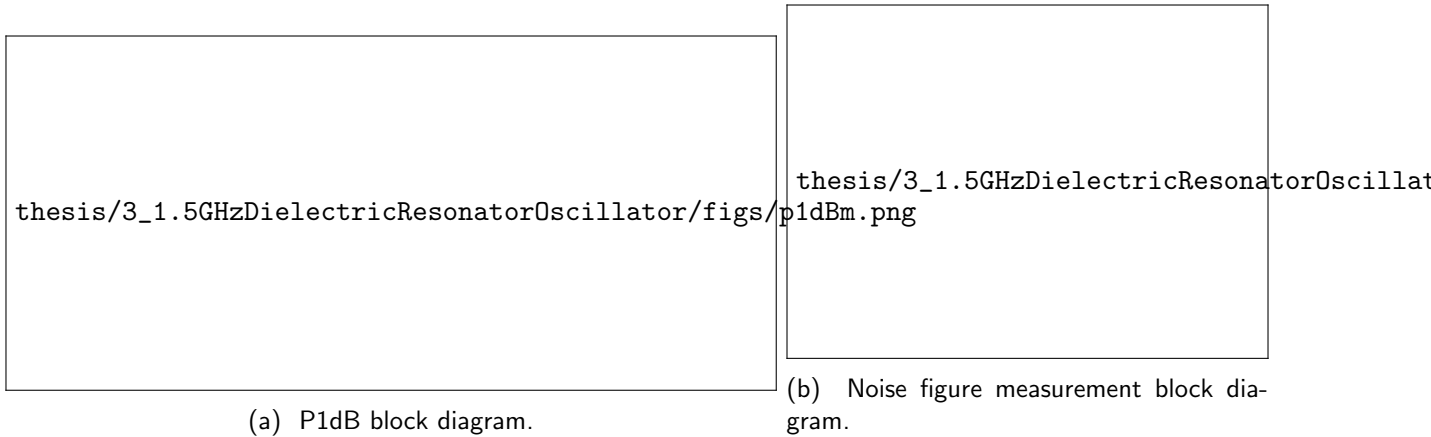 thesis/3_1.5GHzDielectricResonatorOscillator/figs/p1dBm.png
(a) P1dB block diagram.
thesis/3_1.5GHzDielectricResonatorOscillat
(b) Noise figure measurement block dia-
gram.